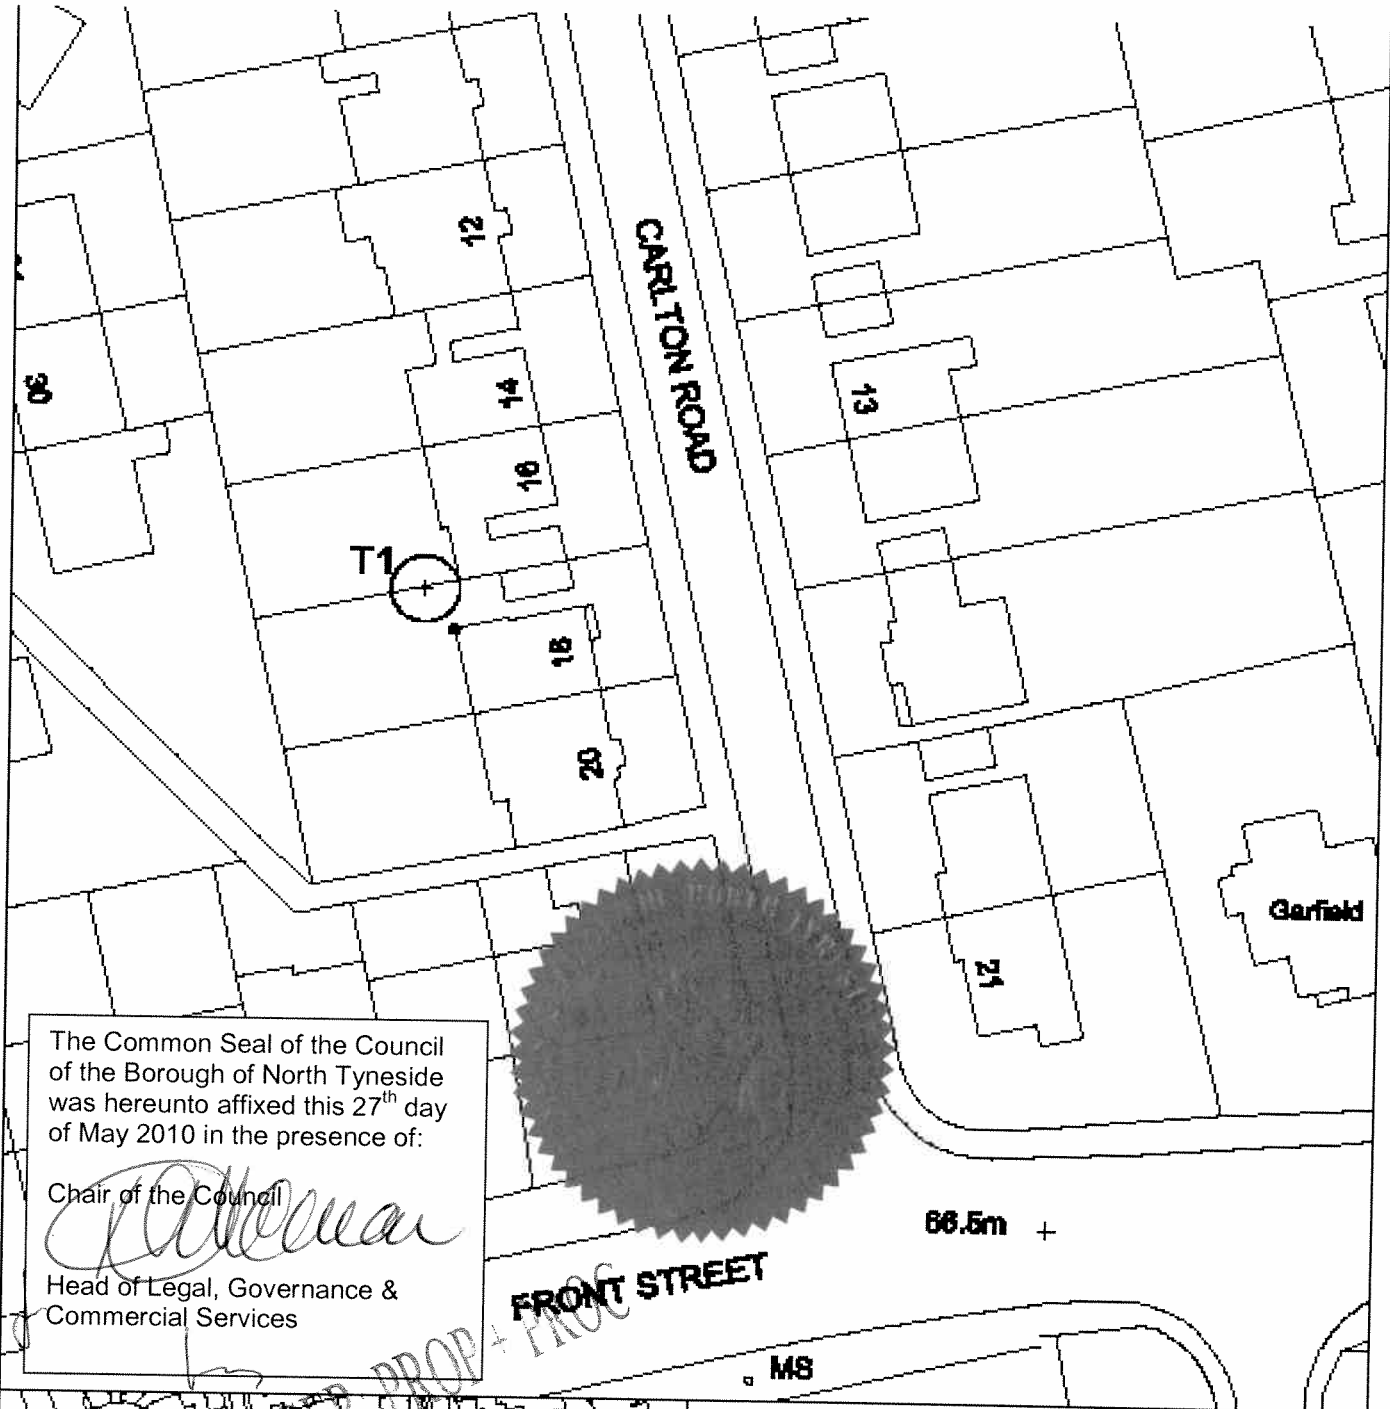 12
CARLTON ROAD
30
14
13
16
T1
18
20
Garfield
21
The Common Seal of the Council
of the Borough of North Tyneside
was hereunto affixed this 27th day
of May 2010 in the presence of:
Chair of the Council
Head of Legal, Governance &
Commercial Services
66.5m
FRONT STREET
PROP + PROC
MS